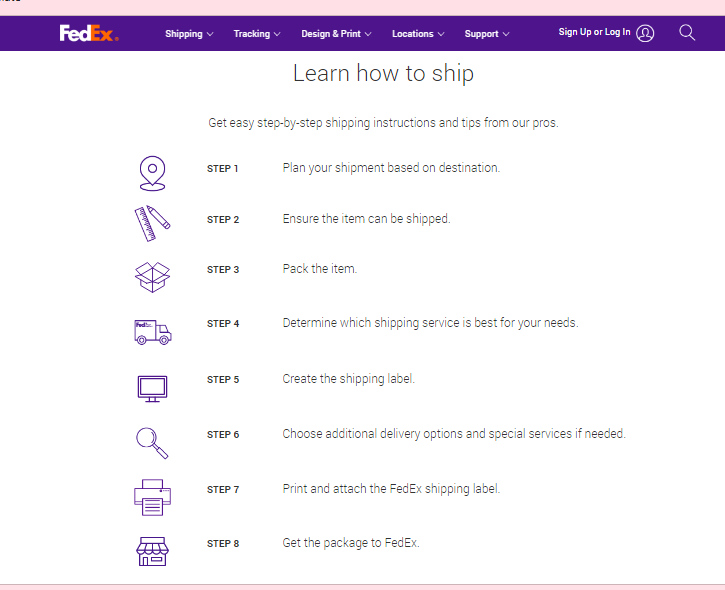 FedEx.
Shipping
Tracking
Design & Print
Locations
Support
Sign Up or Log In
Learn how to ship
Get easy step-by-step shipping instructions and tips from our pros.
STEP 1 Plan your shipment based on destination.
STEP 2 Ensure the item can be shipped.
STEP 3 Pack the item.
FedEx.
STEP 4 Determine which shipping service is best for your needs.
STEP 5 Create the shipping label.
STEP 6 Choose additional delivery options and special services if needed.
STEP 7 Print and attach the FedEx shipping label.
STEP 8 Get the package to FedEx.